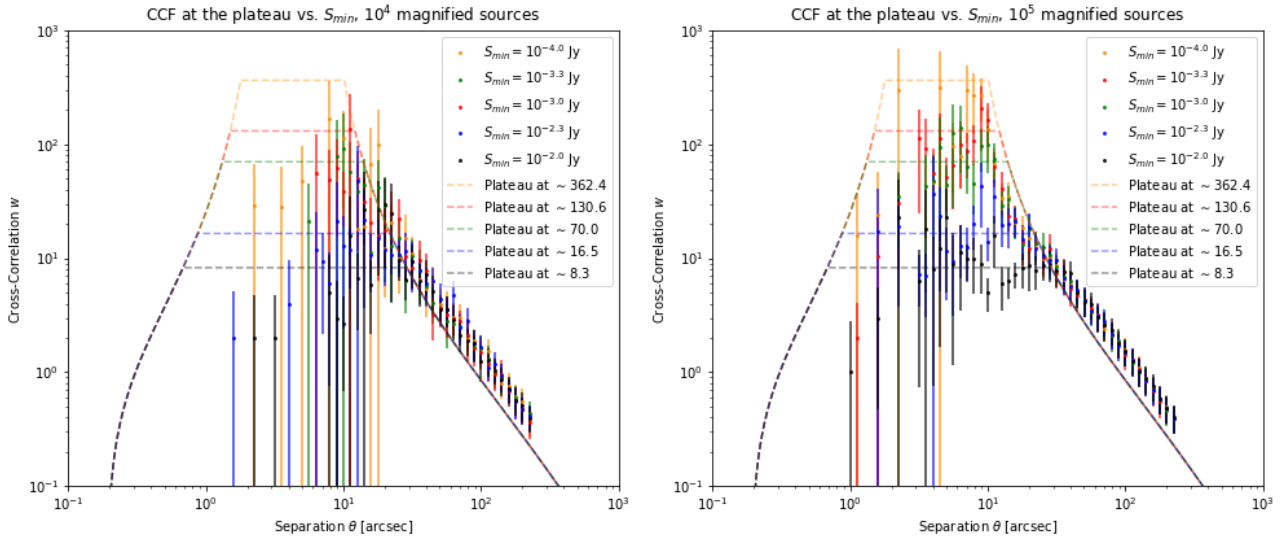 CCF at the plateau vs. S_min, 10^4 magnified sources
10^3
10^2
10^1
10^0
10^-1
Cross-Correlation w
S_min = 10^-4.0 Jy
S_min = 10^-3.3 Jy
S_min = 10^-3.0 Jy
S_min = 10^-2.3 Jy
S_min = 10^-2.0 Jy
Plateau at ~ 362.4
Plateau at ~ 130.6
Plateau at ~ 70.0
Plateau at ~ 16.5
Plateau at ~ 8.3
10^-1 10^0 10^1 10^2 10^3
Separation θ [arcsec]
CCF at the plateau vs. S_min, 10^5 magnified sources
10^3
10^2
10^1
10^0
10^-1
Cross-Correlation w
S_min = 10^-4.0 Jy
S_min = 10^-3.3 Jy
S_min = 10^-3.0 Jy
S_min = 10^-2.3 Jy
S_min = 10^-2.0 Jy
Plateau at ~ 362.4
Plateau at ~ 130.6
Plateau at ~ 70.0
Plateau at ~ 16.5
Plateau at ~ 8.3
10^-1 10^0 10^1 10^2 10^3
Separation θ [arcsec]